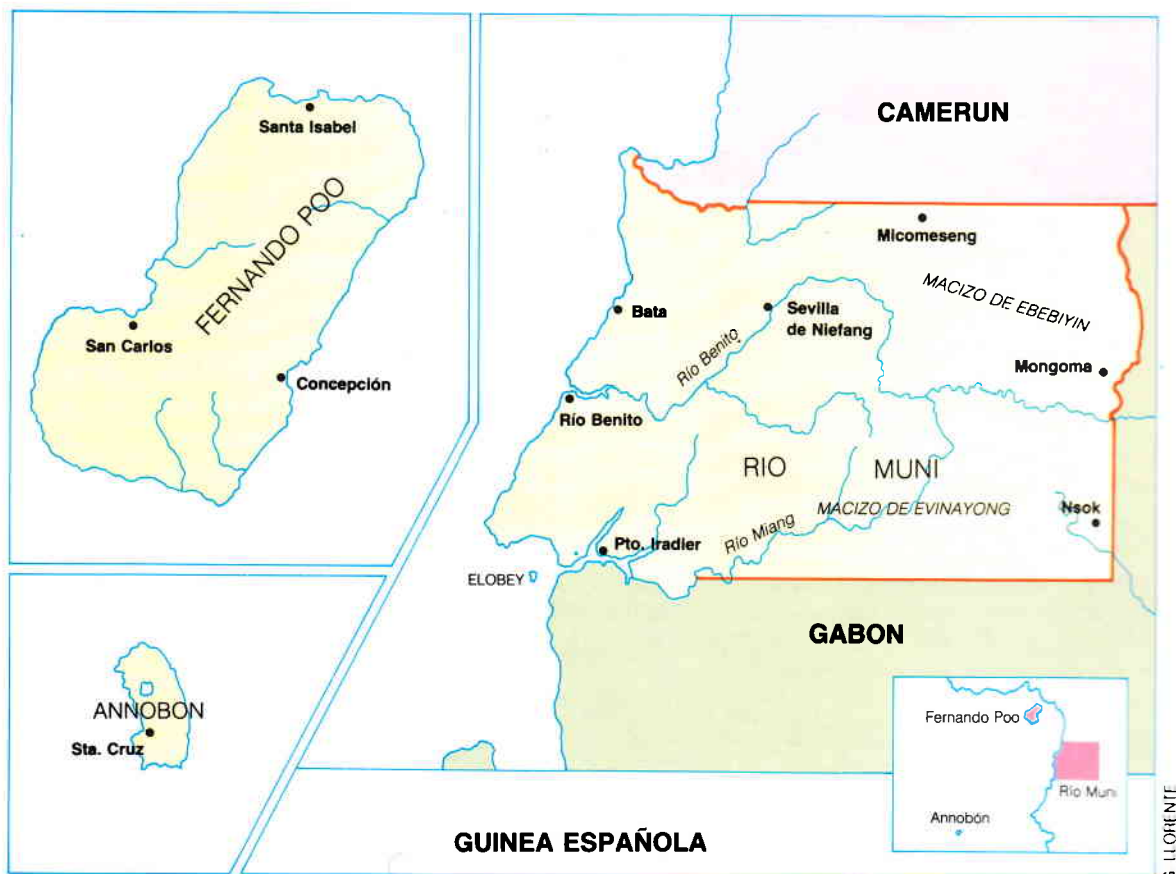 Santa Isabel
FERNANDO POO
San Carlos
Concepción
ANNOBON
Sta. Cruz
CAMERUN
Micomeseng
MACIZO DE EBEBIYIN
Bata
Sevilla
de Niefang
Río Benito
Mongoma
Río Benito
RIO MUNI
MACIZO DE EVINAYONG
Nsok
Río Miang
Pto. Iradier
ELOBEY
GABON
Fernando Poo
Río Muni
Annobón
GUINEA ESPAÑOLA
S. LLORENTE